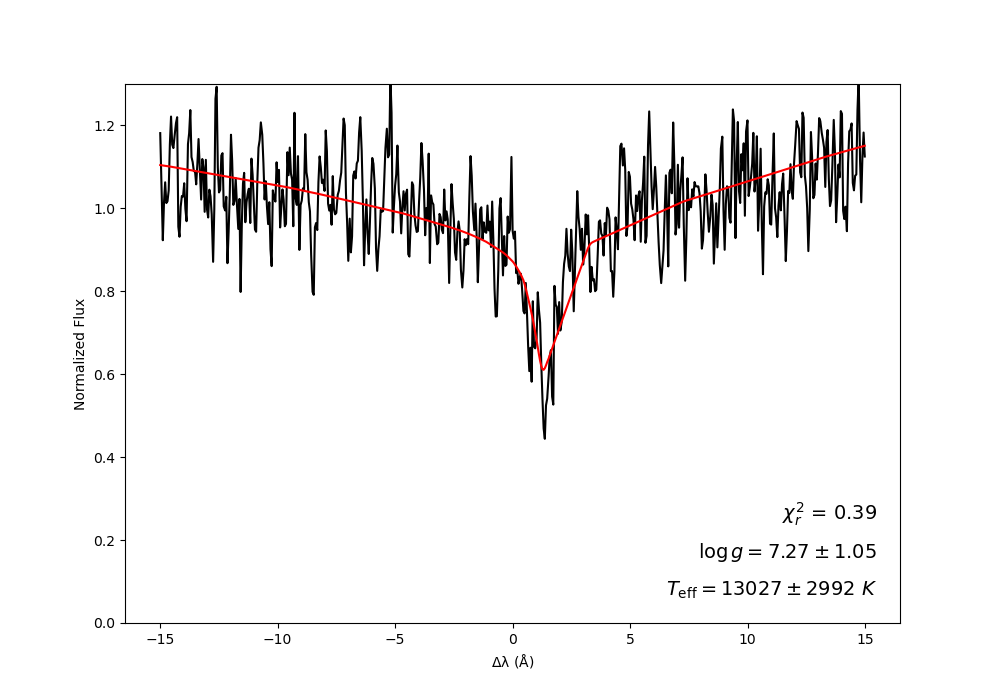 1.2
1.0
0.8
0.6
0.4
0.2
0.0
Normalized Flux
χ²ᵣ = 0.39
log g = 7.27 ± 1.05
T_eff = 13027 ± 2992 K
−15 −10 −5 0 5 10 15
Δλ (Å)